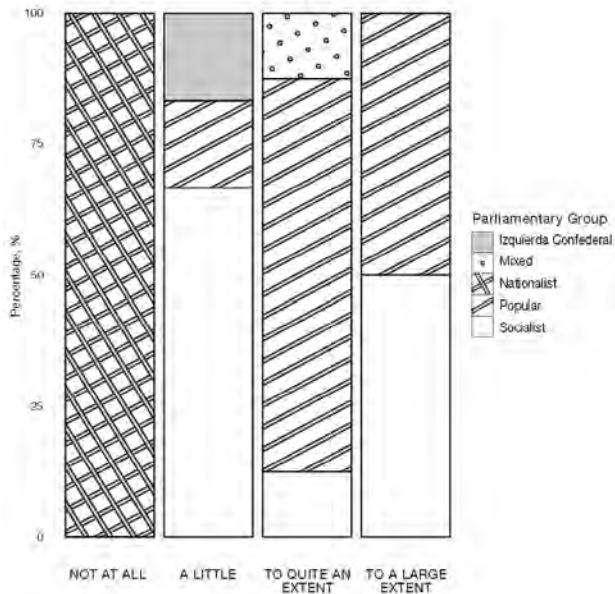 100
75
50
25
0
Percentage, %
NOT AT ALL
A LITTLE
TO QUITE AN
EXTENT
TO A LARGE
EXTENT
Parliamentary Group
Izquierda Confederal
Mixed
Nationalist
Popular
Socialist